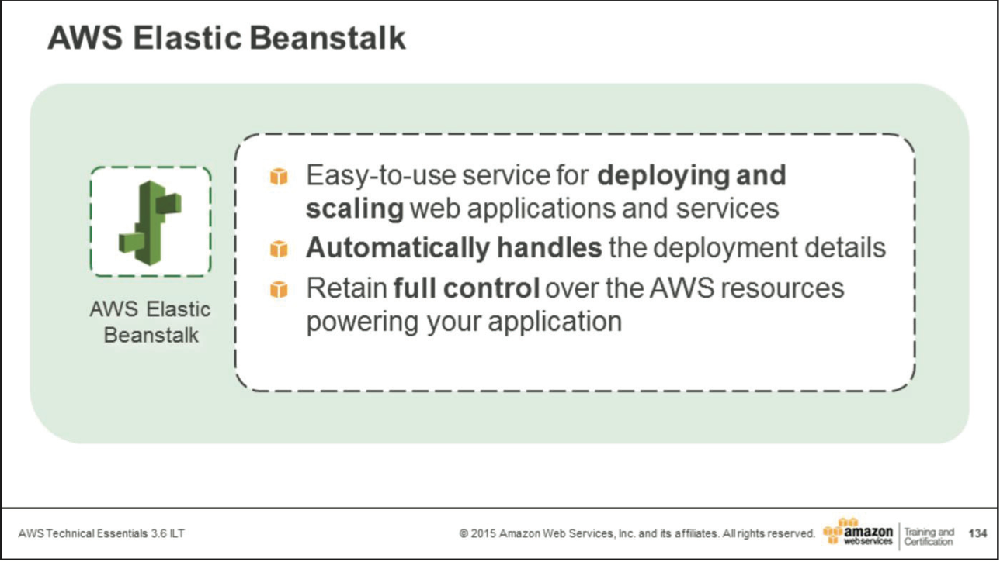 AWS Elastic Beanstalk
AWS Elastic
Beanstalk
Easy-to-use service for deploying and
scaling web applications and services
Automatically handles the deployment details
Retain full control over the AWS resources
powering your application
AWS Technical Essentials 3.6 ILT
© 2015 Amazon Web Services, Inc. and its affiliates. All rights reserved.
amazon
webservices
Training and
Certification
134